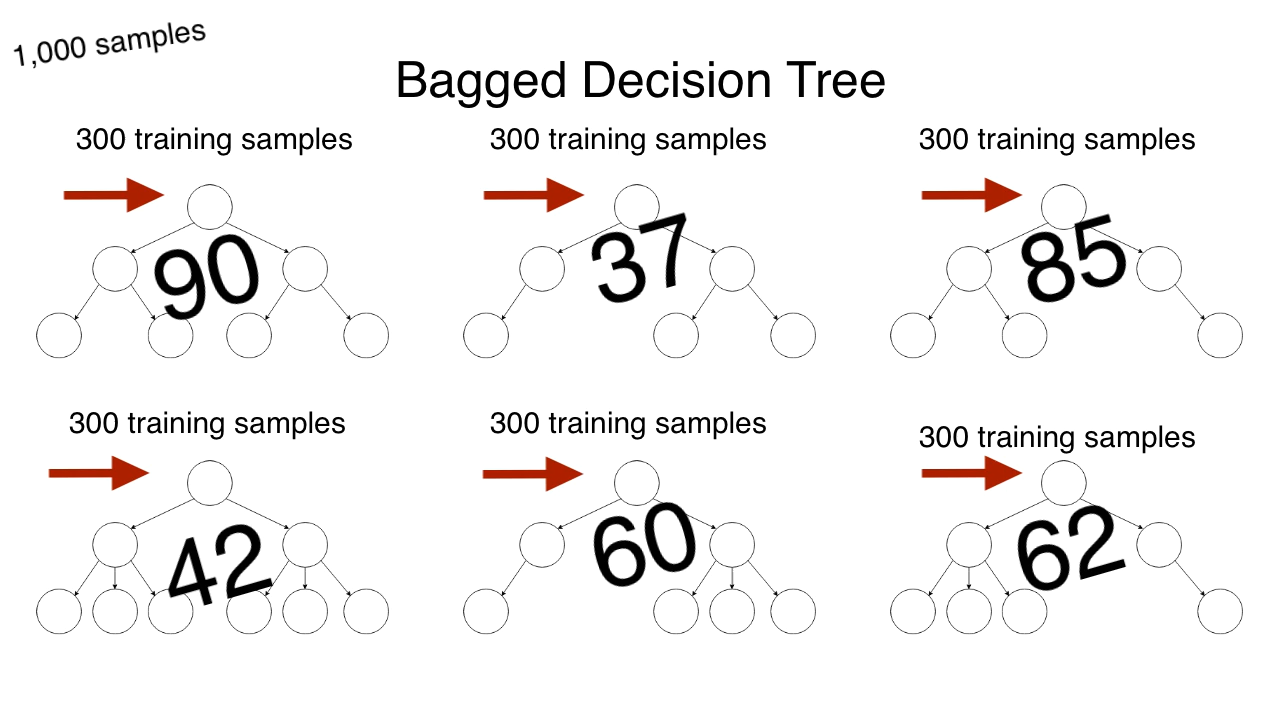 1,000 samples
Bagged Decision Tree
300 training samples
300 training samples
300 training samples
90
37
85
300 training samples
300 training samples
300 training samples
42
60
62